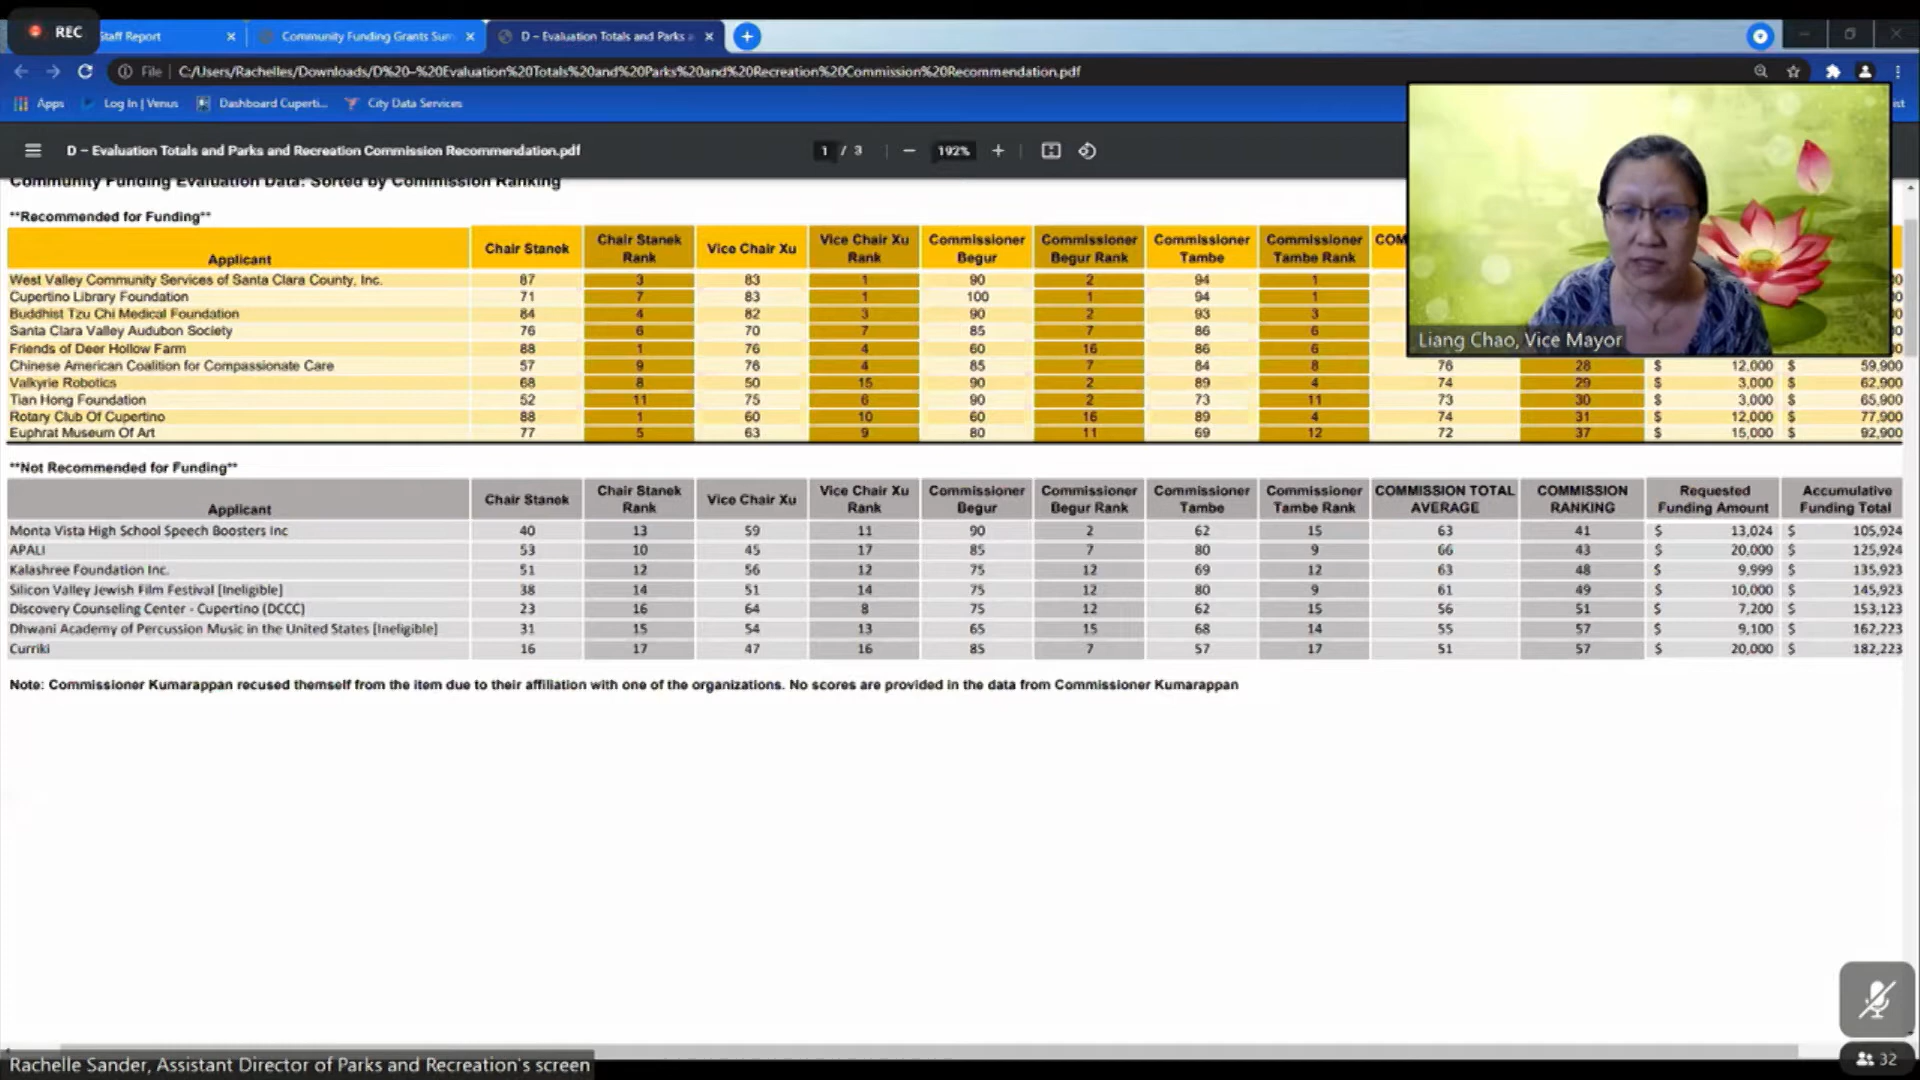 REC
Staff Report
Community Funding Grants Sum
D – Evaluation Totals and Parks a
File C:/Users/Rachelles/Downloads/D%20–%20Evaluation%20Totals%20and%20Parks%20and%20Recreation%20Commission%20Recommendation.pdf
Apps Log In | Venus Dashboard Cuperti... City Data Services
D – Evaluation Totals and Parks and Recreation Commission Recommendation.pdf 1 / 3 192%
Community Funding Evaluation Data: Sorted by Commission Ranking
**Recommended for Funding**
Applicant Chair Stanek Chair Stanek Rank Vice Chair Xu Vice Chair Xu Rank Commissioner Begur Commissioner Begur Rank Commissioner Tambe Commissioner Tambe Rank COM
West Valley Community Services of Santa Clara County, Inc. 87 3 83 1 90 2 94 1
Cupertino Library Foundation 71 7 83 1 100 1 94 1
Buddhist Tzu Chi Medical Foundation 84 4 82 3 90 2 93 3
Santa Clara Valley Audubon Society 76 6 70 7 85 7 86 6
Friends of Deer Hollow Farm 88 1 76 4 60 16 86 6
Chinese American Coalition for Compassionate Care 57 9 76 4 85 7 84 8 76 28 $ 12,000 $ 59,900
Valkyrie Robotics 68 8 50 15 90 2 89 4 74 29 $ 3,000 $ 62,900
Tian Hong Foundation 52 11 75 6 90 2 73 11 73 30 $ 3,000 $ 65,900
Rotary Club Of Cupertino 88 1 60 10 60 16 89 4 74 31 $ 12,000 $ 77,900
Euphrat Museum Of Art 77 5 63 9 80 11 69 12 72 37 $ 15,000 $ 92,900
Liang Chao, Vice Mayor
**Not Recommended for Funding**
Applicant Chair Stanek Chair Stanek Rank Vice Chair Xu Vice Chair Xu Rank Commissioner Begur Commissioner Begur Rank Commissioner Tambe Commissioner Tambe Rank COMMISSION TOTAL AVERAGE COMMISSION RANKING Requested Funding Amount Accumulative Funding Total
Monta Vista High School Speech Boosters Inc 40 13 59 11 90 2 62 15 63 41 $ 13,024 $ 105,924
APALI 53 10 45 17 85 7 80 9 66 43 $ 20,000 $ 125,924
Kalashree Foundation Inc. 51 12 56 12 75 12 69 12 63 48 $ 9,999 $ 135,923
Silicon Valley Jewish Film Festival [Ineligible] 38 14 51 14 75 12 80 9 61 49 $ 10,000 $ 145,923
Discovery Counseling Center - Cupertino (DCCC) 23 16 64 8 75 12 62 15 56 51 $ 7,200 $ 153,123
Dhwani Academy of Percussion Music in the United States [Ineligible] 31 15 54 13 65 15 68 14 55 57 $ 9,100 $ 162,223
Curriki 16 17 47 16 85 7 57 17 51 57 $ 20,000 $ 182,223
Note: Commissioner Kumarappan recused themself from the item due to their affiliation with one of the organizations. No scores are provided in the data from Commissioner Kumarappan
Rachelle Sander, Assistant Director of Parks and Recreation's screen
32